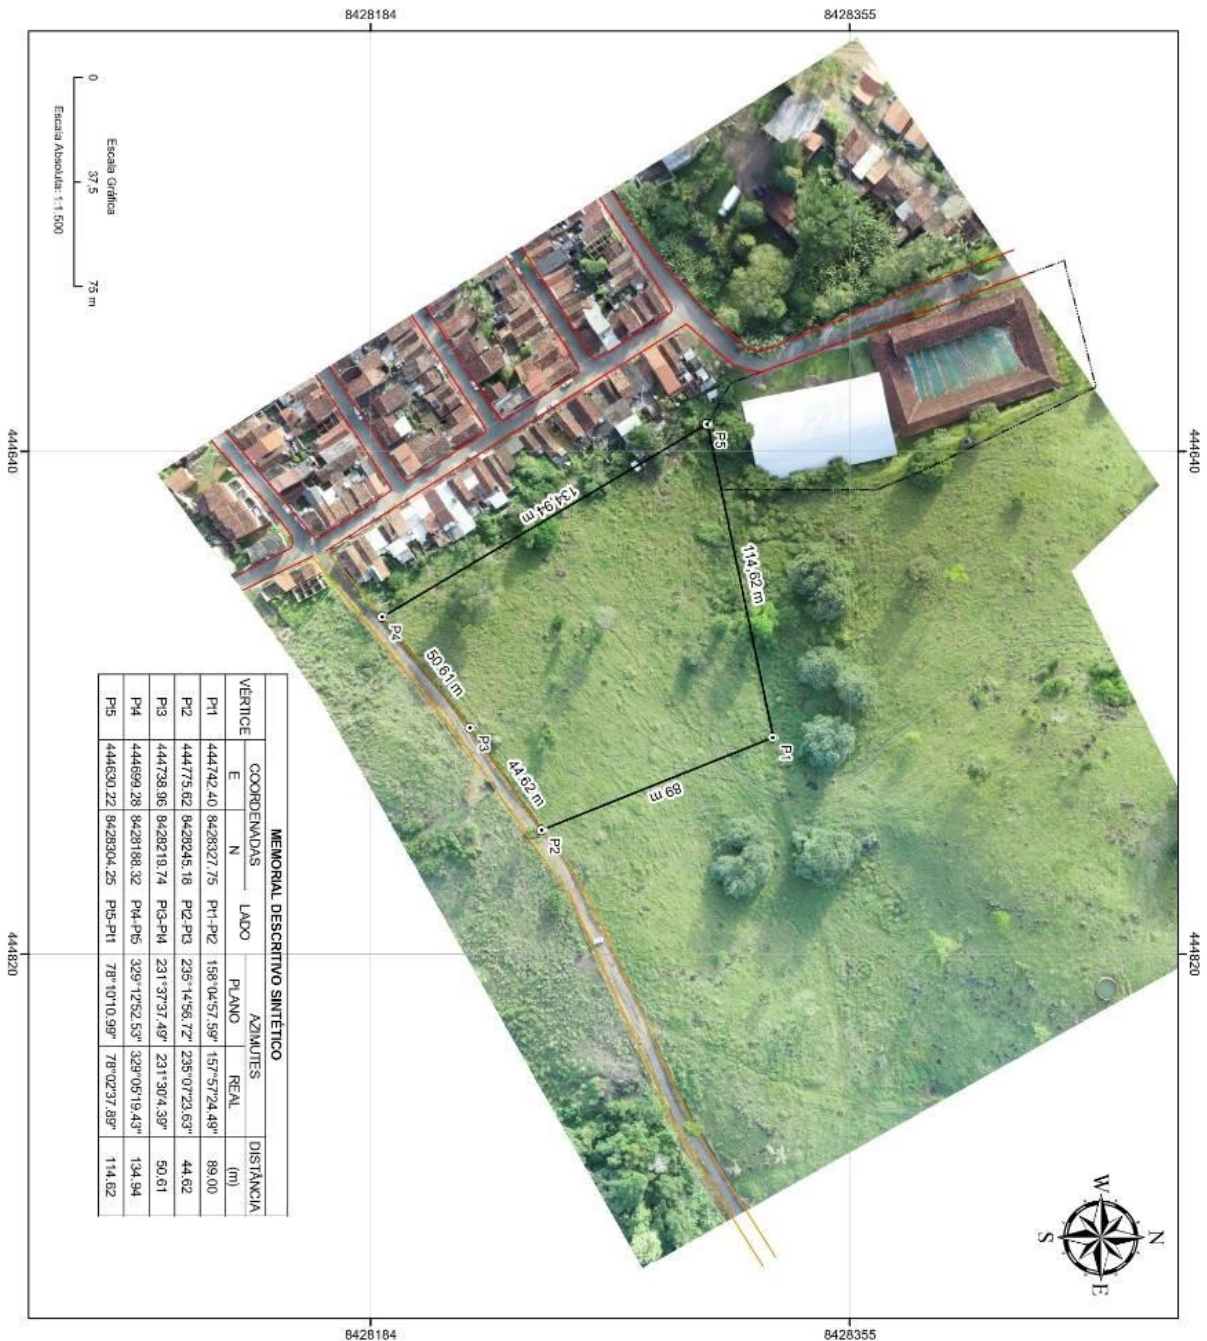 8428184
8428355
444640
444640
444820
444820
8428184
8428355
W
N
S
E
P5
P1
P2
P3
P4
114,62 m
89 m
44,62 m
50,61 m
134,94 m
Escala Gráfica
0 37,5 75 m
Escala Absoluta: 1:1.500
MEMORIAL DESCRITIVO SINTÉTICO
VÉRTICE COORDENADAS LADO AZIMUTES DISTÂNCIA
E N PLANO REAL (m)
Pt1 444742,40 8428327.75 Pt1-Pt2 158°04'57.59" 157°57'24.49" 89.00
Pt2 444775.62 8428245.18 Pt2-Pt3 235°14'56.72" 235°07'23.63" 44.62
Pt3 444738.96 8428219.74 Pt3-Pt4 231°37'37.49" 231°30'4.39" 50.61
Pt4 444699.28 8428188.32 Pt4-Pt5 329°12'52.53" 329°05'19.43" 134.94
Pt5 444630.22 8428304.25 Pt5-Pt1 78°10'10.99" 78°02'37.89" 114.62